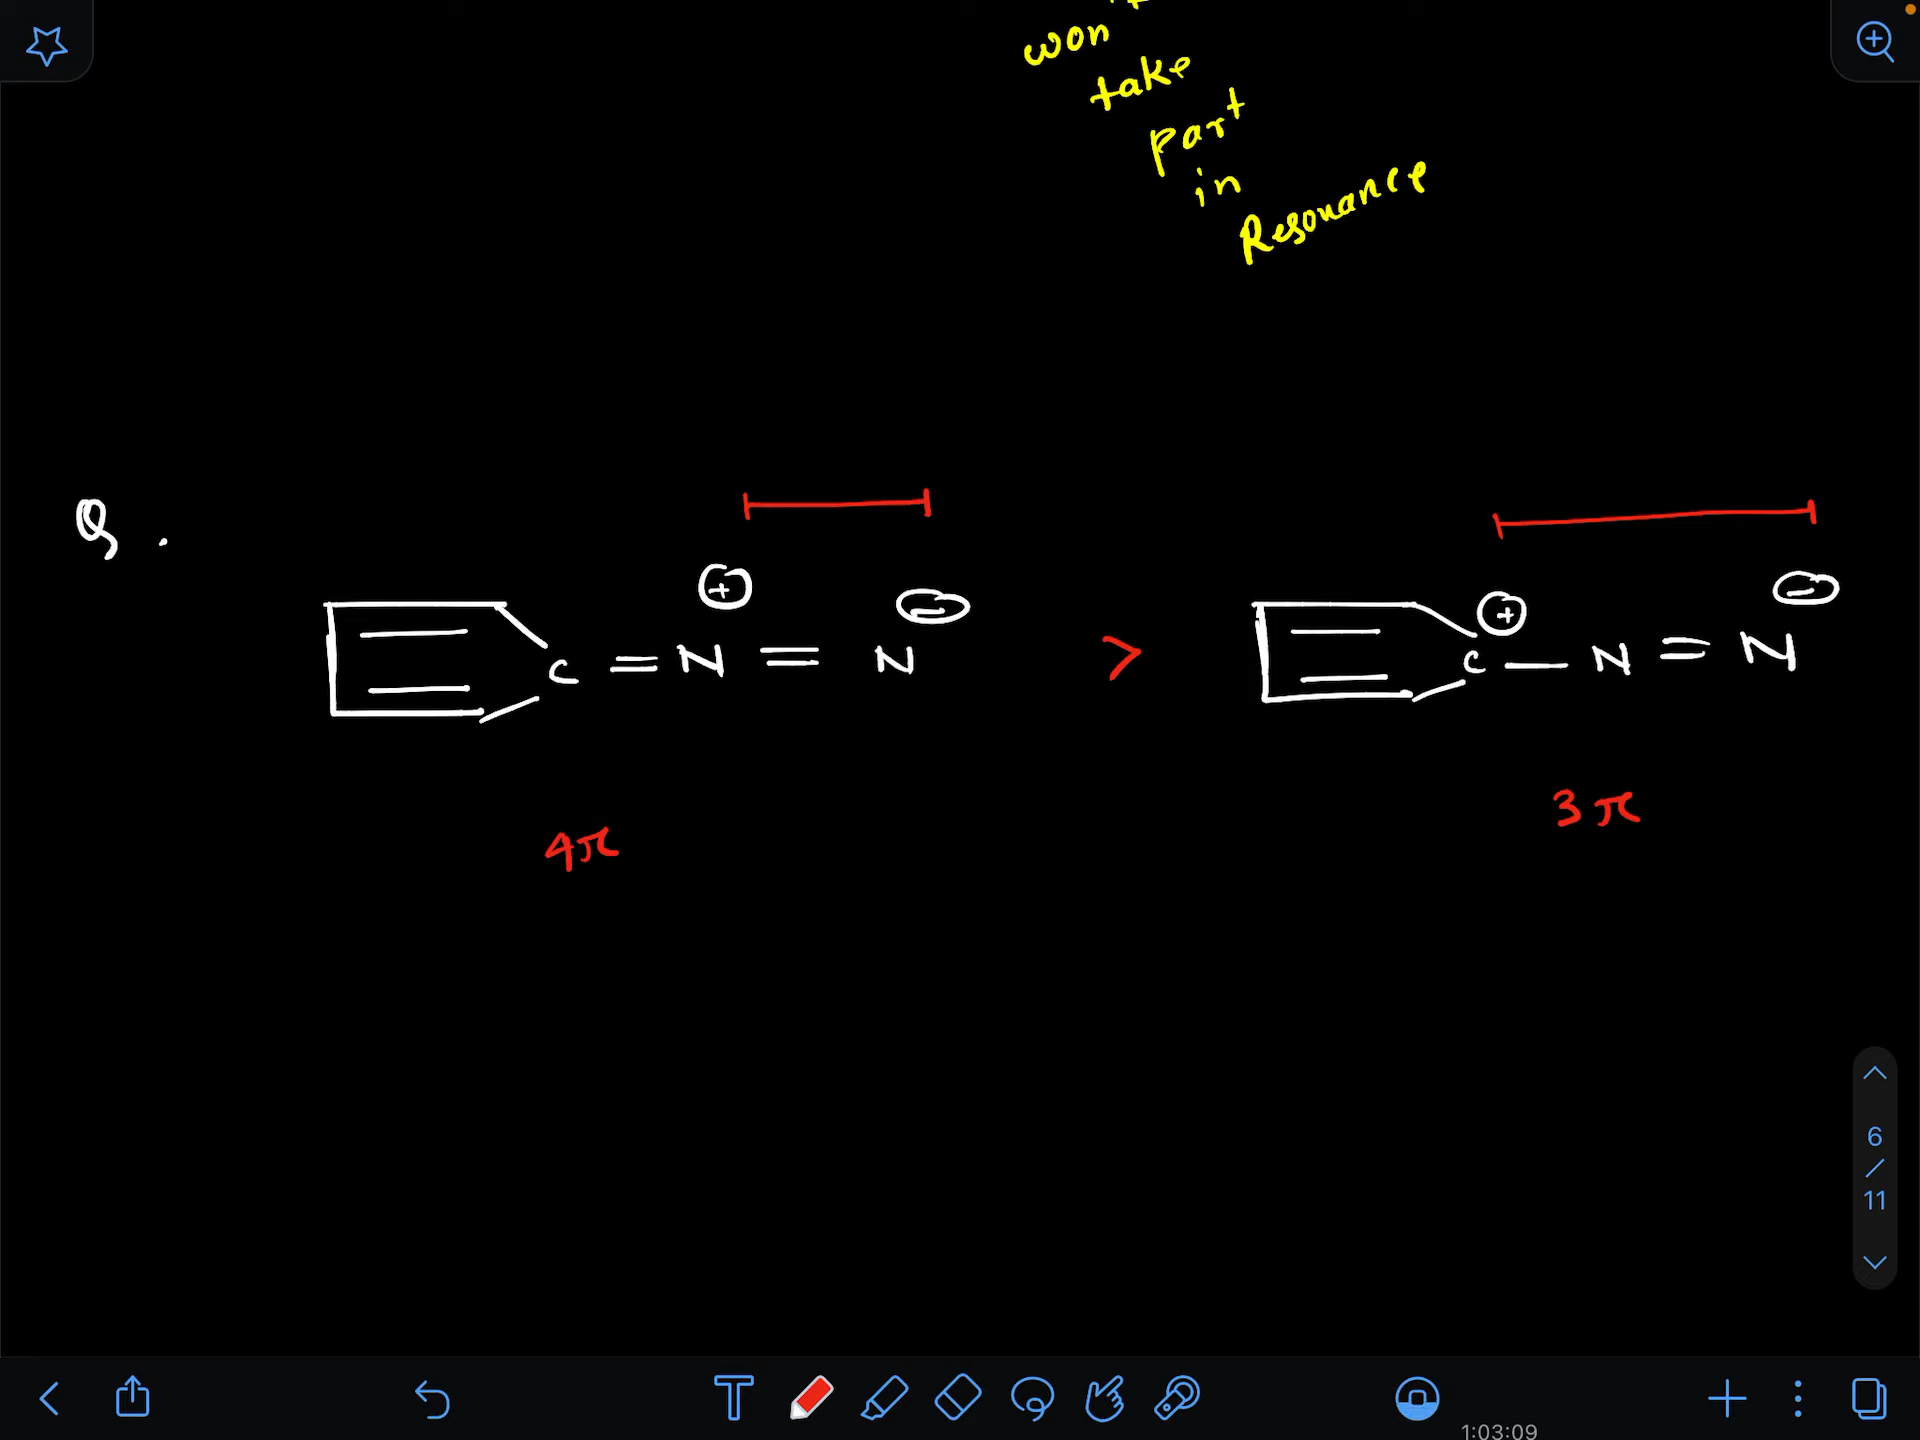 won't
take
part
in
Resonance
Q.
C = N⊕ = N⊖ > C⊕ — N = N⊖
4π
3π
6
/
11
1:03:09